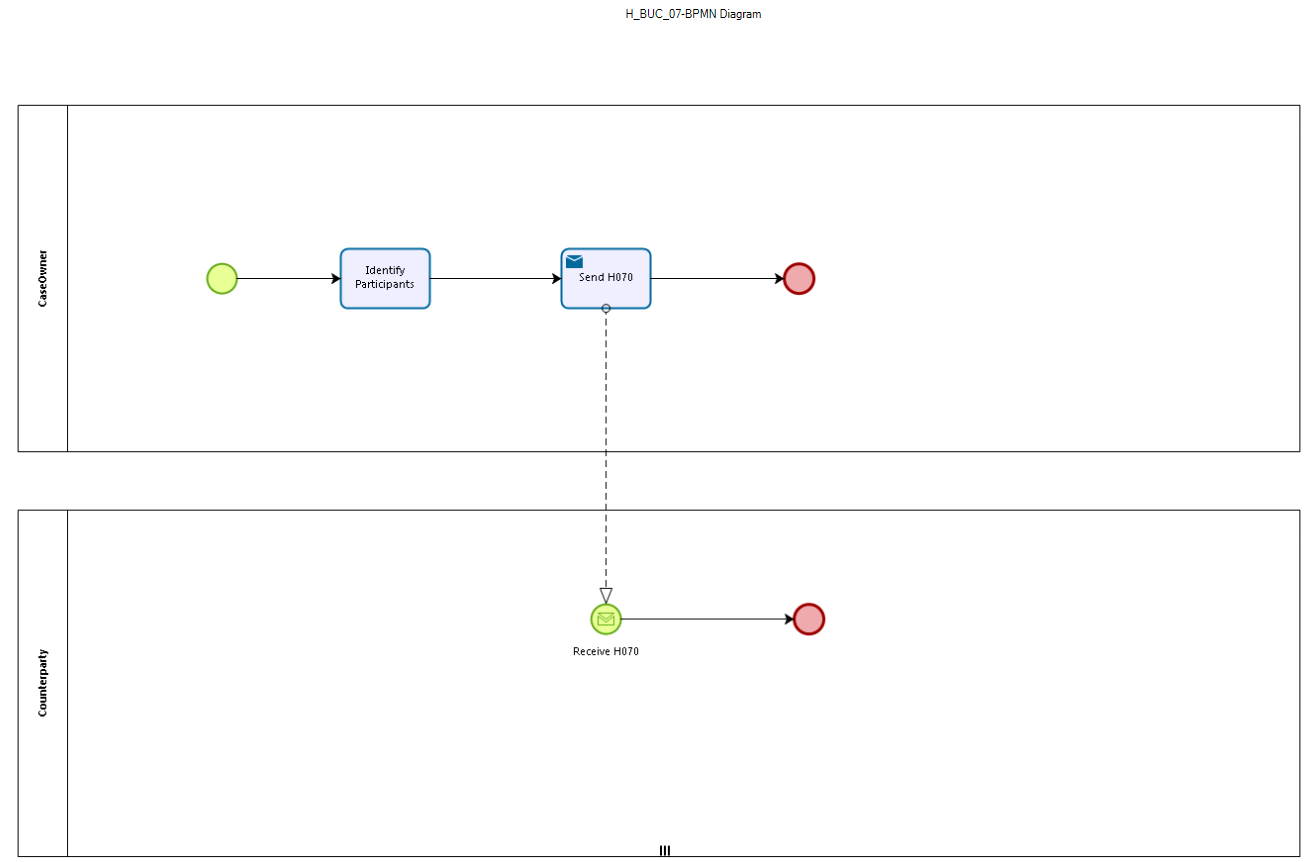 H_BUC_07-BPMN Diagram
CaseOwner
Identify
Participants
Send H070
Counterparty
Receive H070